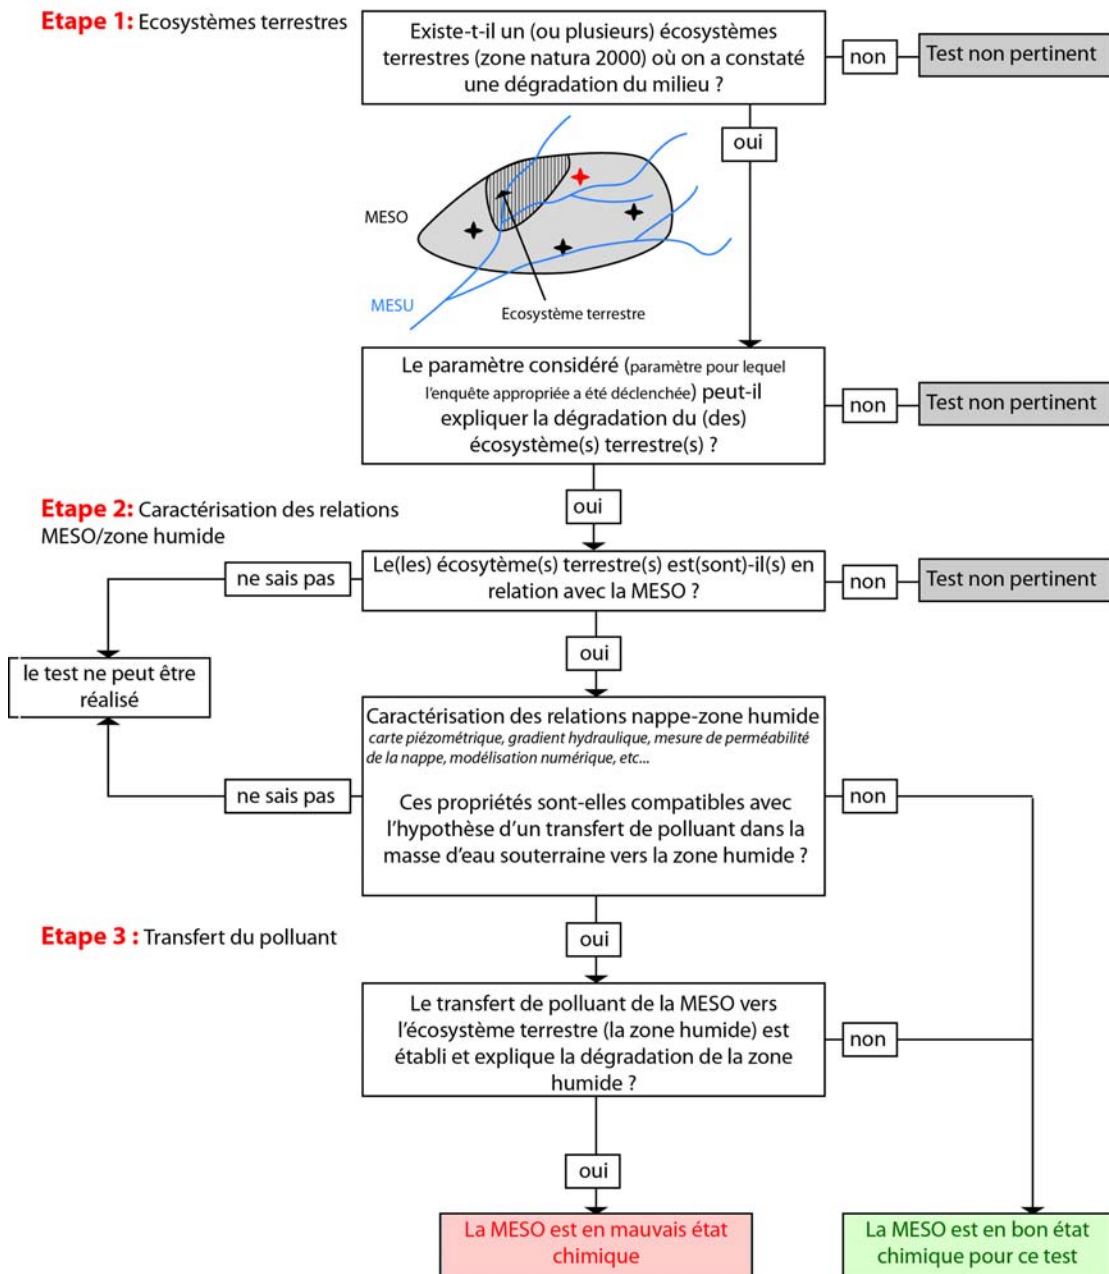 Etape 1: Ecosystèmes terrestres
Existe-t-il un (ou plusieurs) écosystèmes
terrestres (zone natura 2000) où on a constaté
une dégradation du milieu ?
non
Test non pertinent
oui
MESO
MESU
Ecosystème terrestre
Le paramètre considéré (paramètre pour lequel
l'enquête appropriée a été déclenchée) peut-il
expliquer la dégradation du (des)
écosystème(s) terrestre(s) ?
non
Test non pertinent
oui
Etape 2: Caractérisation des relations
MESO/zone humide
ne sais pas
Le(les) écosytème(s) terrestre(s) est(sont)-il(s) en
relation avec la MESO ?
non
Test non pertinent
oui
le test ne peut être
réalisé
Caractérisation des relations nappe-zone humide
carte piézométrique, gradient hydraulique, mesure de perméabilité
de la nappe, modélisation numérique, etc...
ne sais pas
Ces propriétés sont-elles compatibles avec
l'hypothèse d'un transfert de polluant dans la
masse d'eau souterraine vers la zone humide ?
non
oui
Etape 3 : Transfert du polluant
Le transfert de polluant de la MESO vers
l'écosystème terrestre (la zone humide) est
établi et explique la dégradation de la zone
humide ?
non
oui
La MESO est en mauvais état
chimique
La MESO est en bon état
chimique pour ce test